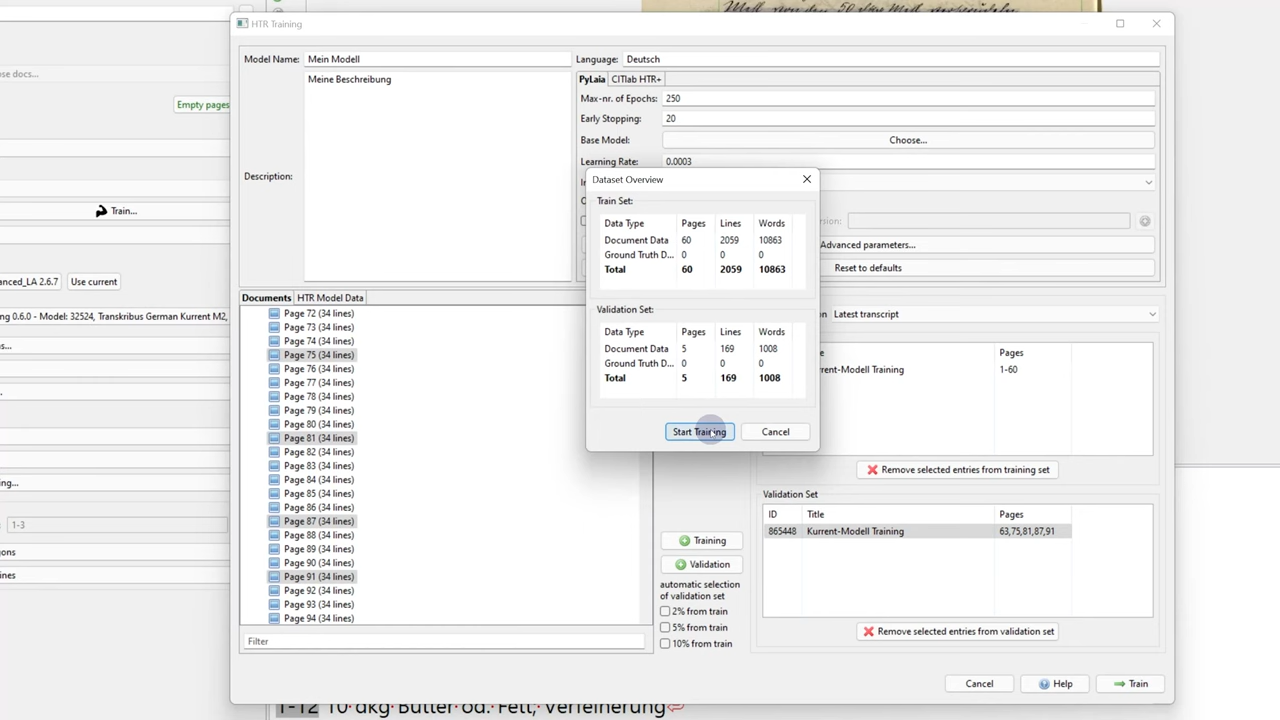 HTR Training
ose docs...
Empty pages
Train...
anced_LA 2.6.7 Use current
ng 0.6.0 - Model: 32524, Transkribus German Kurrent M2,
1-3
Model Name: Mein Modell
Language: Deutsch
Description: Meine Beschreibung
PyLaia CITlab HTR+
Max-nr. of Epochs: 250
Early Stopping: 20
Base Model: Choose...
Learning Rate: 0.0003
Advanced parameters...
Reset to defaults
Dataset Overview
Train Set:
Data Type Pages Lines Words
Document Data 60 2059 10863
Ground Truth D... 0 0 0
Total 60 2059 10863
Validation Set:
Data Type Pages Lines Words
Document Data 5 169 1008
Ground Truth D... 0 0 0
Total 5 169 1008
Start Training Cancel
Documents HTR Model Data
Page 72 (34 lines)
Page 73 (34 lines)
Page 74 (34 lines)
Page 75 (34 lines)
Page 76 (34 lines)
Page 77 (34 lines)
Page 78 (34 lines)
Page 79 (34 lines)
Page 80 (34 lines)
Page 81 (34 lines)
Page 82 (34 lines)
Page 83 (34 lines)
Page 84 (34 lines)
Page 85 (34 lines)
Page 86 (34 lines)
Page 87 (34 lines)
Page 88 (34 lines)
Page 89 (34 lines)
Page 90 (34 lines)
Page 91 (34 lines)
Page 92 (34 lines)
Page 93 (34 lines)
Page 94 (34 lines)
Filter
Training
Validation
automatic selection
of validation set
2% from train
5% from train
10% from train
Latest transcript
Pages
rrent-Modell Training 1-60
Remove selected entries from training set
Validation Set
ID Title Pages
865448 Kurrent-Modell Training 63,75,81,87,91
Remove selected entries from validation set
Cancel Help Train
1-12 10 dkg Butter od. Fett, Verfeinerung